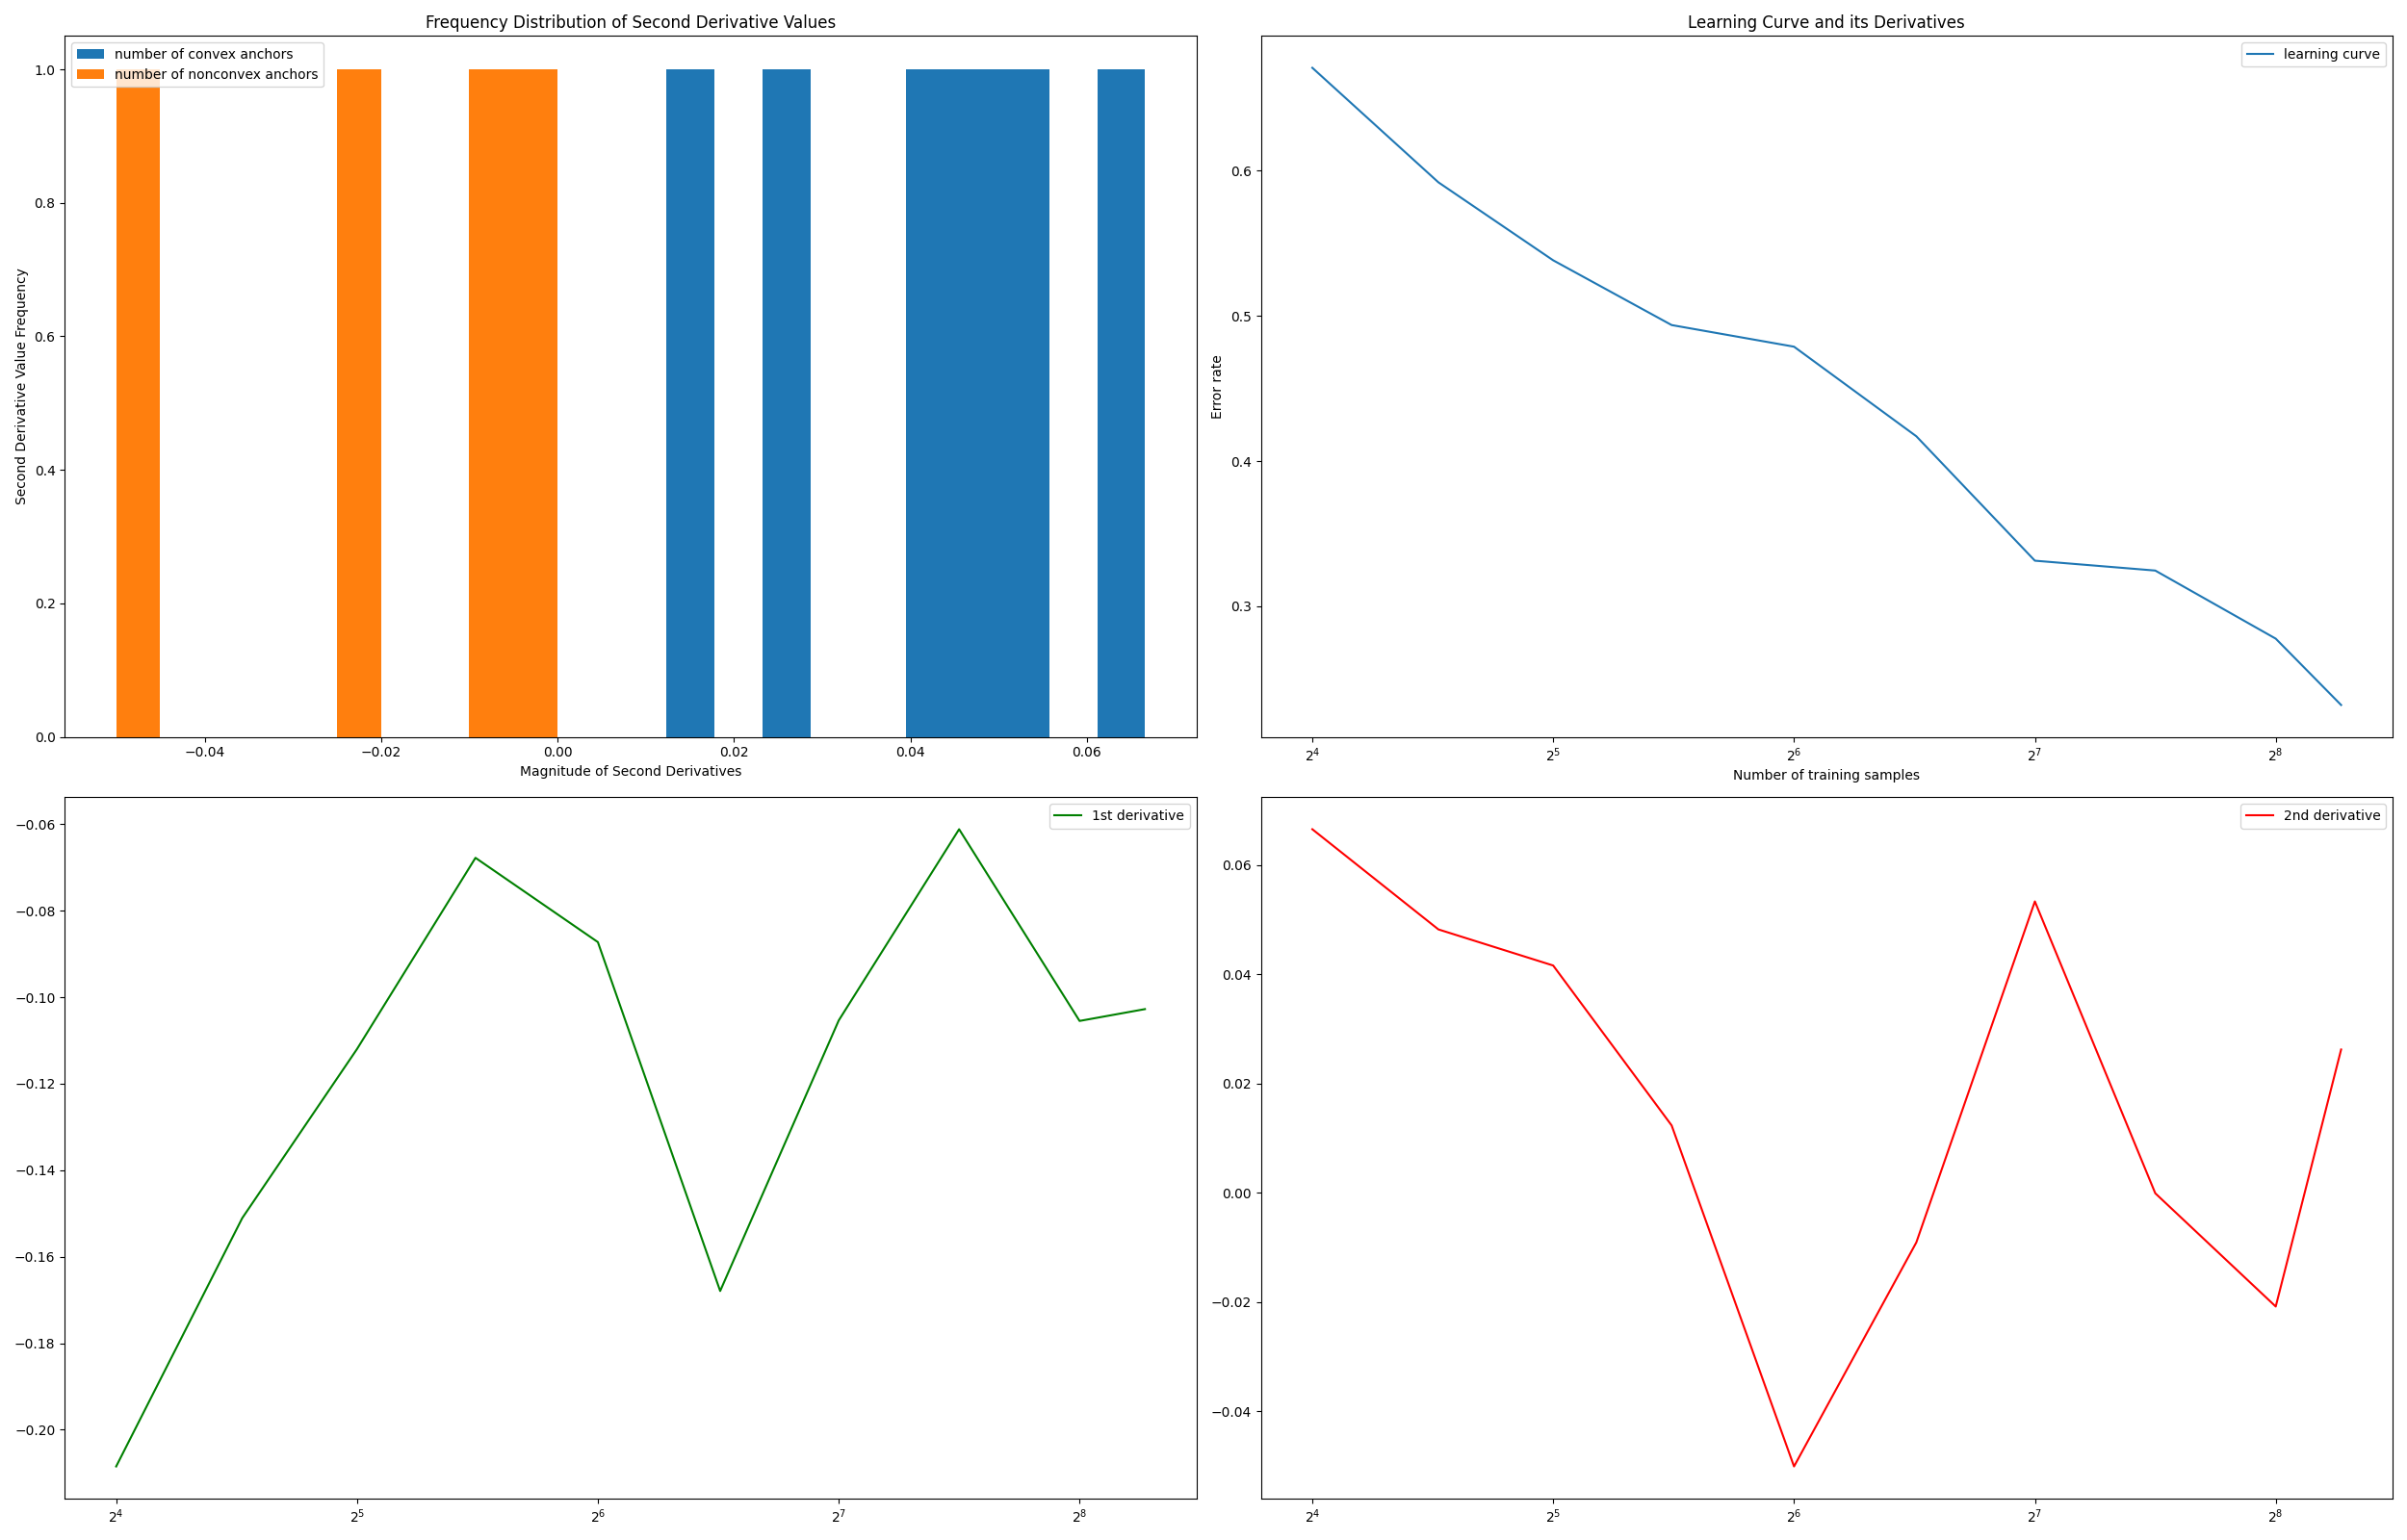 Frequency Distribution of Second Derivative Values
number of convex anchors
number of nonconvex anchors
1.0
0.8
0.6
0.4
0.2
0.0
Second Derivative Value Frequency
−0.04 −0.02 0.00 0.02 0.04 0.06
Magnitude of Second Derivatives
Learning Curve and its Derivatives
learning curve
0.6
0.5
0.4
0.3
Error rate
2⁴ 2⁵ 2⁶ 2⁷ 2⁸
Number of training samples
1st derivative
−0.06
−0.08
−0.10
−0.12
−0.14
−0.16
−0.18
−0.20
2⁴ 2⁵ 2⁶ 2⁷ 2⁸
2nd derivative
0.06
0.04
0.02
0.00
−0.02
−0.04
2⁴ 2⁵ 2⁶ 2⁷ 2⁸